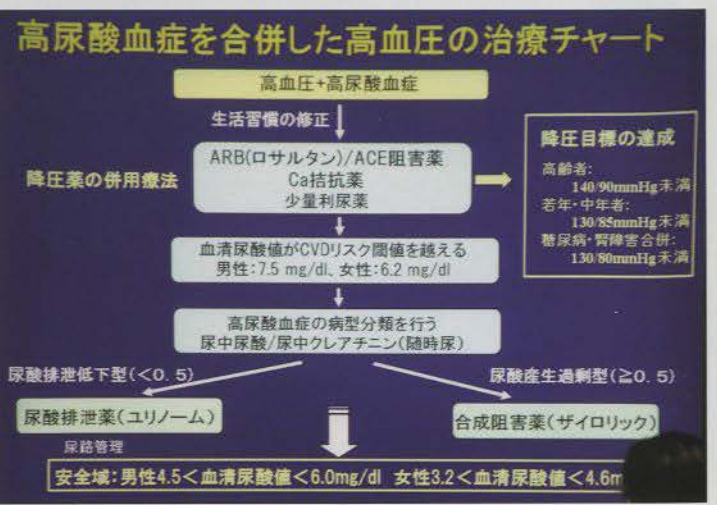 高尿酸血症を合併した高血圧の治療チャート
高血圧+高尿酸血症
生活習慣の修正
降圧薬の併用療法
ARB(ロサルタン)/ACE阻害薬
Ca拮抗薬
少量利尿薬
降圧目標の達成
高齢者:
140/90mmHg未満
若年・中年者:
130/85mmHg未満
糖尿病・腎障害合併:
130/80mmHg未満
血清尿酸値がCVDリスク閾値を越える
男性:7.5 mg/dl、女性:6.2 mg/dl
高尿酸血症の病型分類を行う
尿中尿酸/尿中クレアチニン(随時尿)
尿酸排泄低下型(<0.5)
尿酸産生過剰型(≧0.5)
尿酸排泄薬(ユリノーム)
合成阻害薬(ザイロリック)
尿路管理
安全域:男性4.5<血清尿酸値<6.0mg/dl 女性3.2<血清尿酸値<4.6m